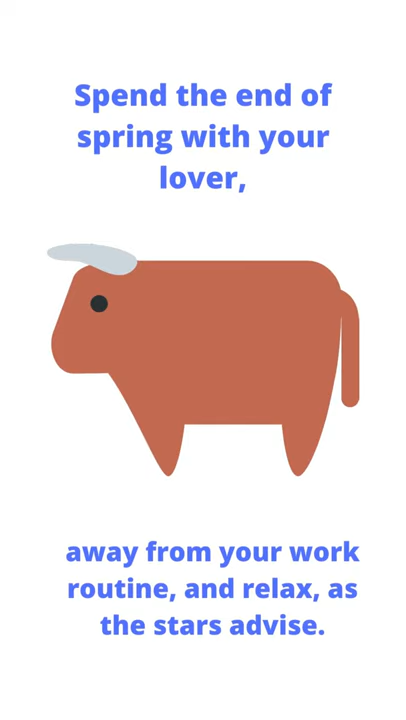 Spend the end of
spring with your
lover,
away from your work
routine, and relax, as
the stars advise.